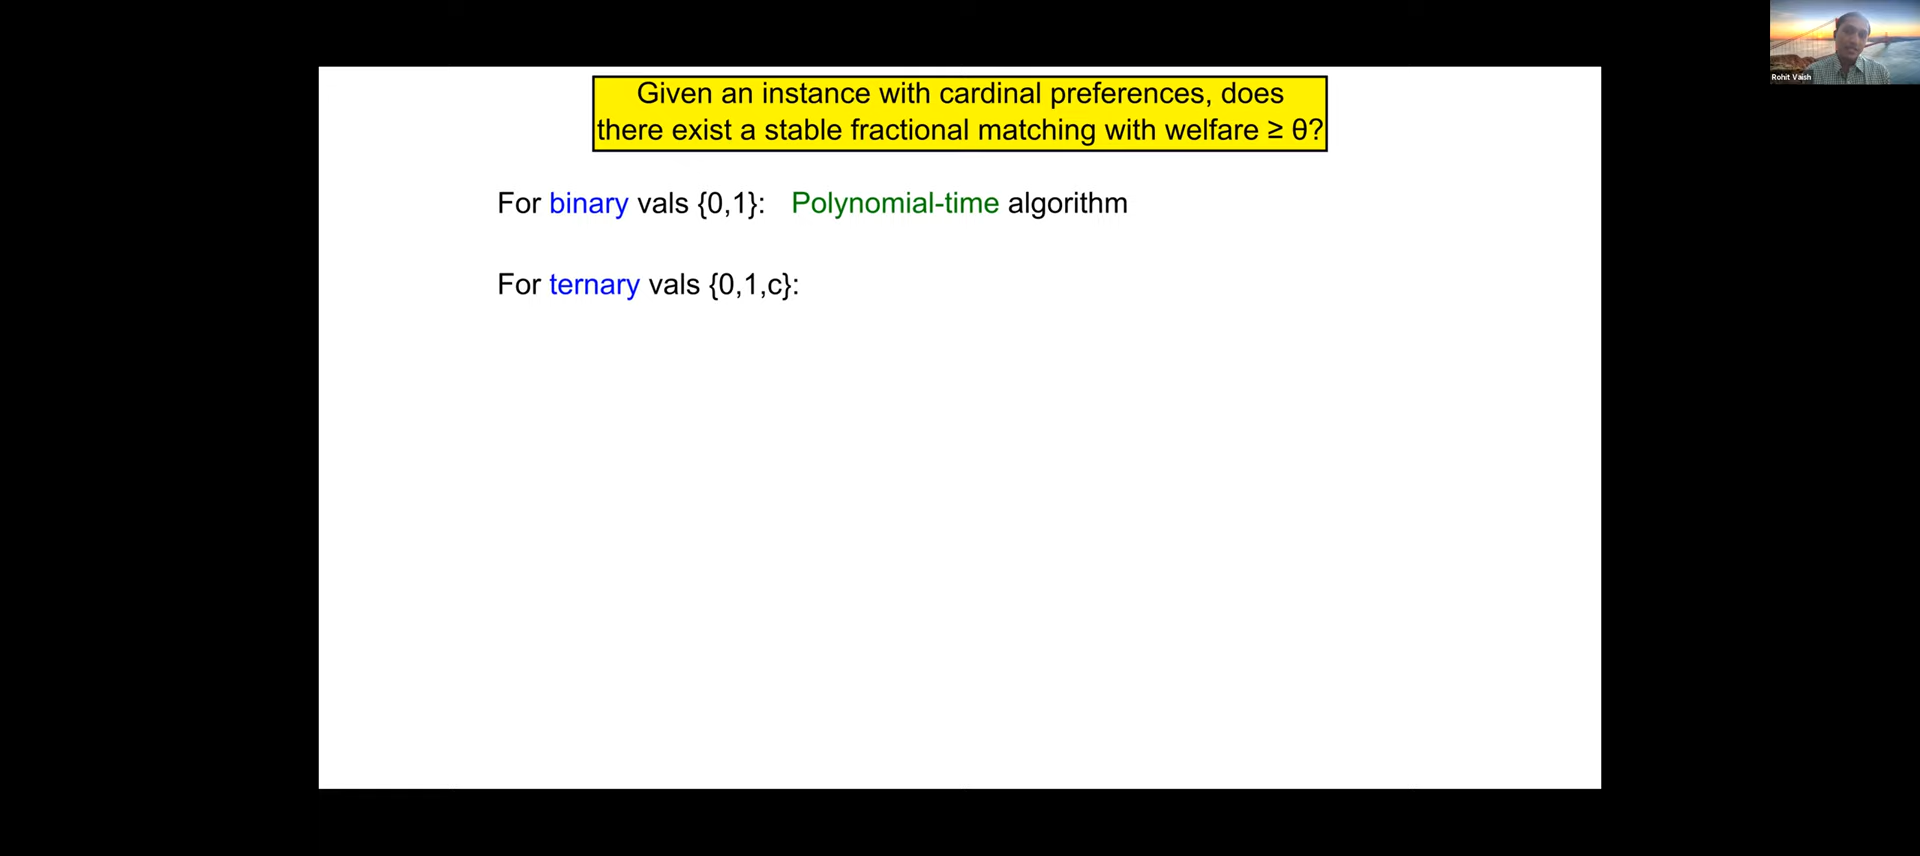 Rohit Vaish
Given an instance with cardinal preferences, does
there exist a stable fractional matching with welfare ≥ θ?
For binary vals {0,1}: Polynomial-time algorithm
For ternary vals {0,1,c}: